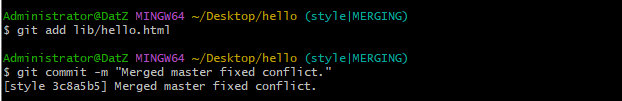 Administrator@DatZ MINGW64 ~/Desktop/hello (style|MERGING)
$ git add lib/hello.html
Administrator@DatZ MINGW64 ~/Desktop/hello (style|MERGING)
$ git commit -m "Merged master fixed conflict."
[style 3c8a5b5] Merged master fixed conflict.